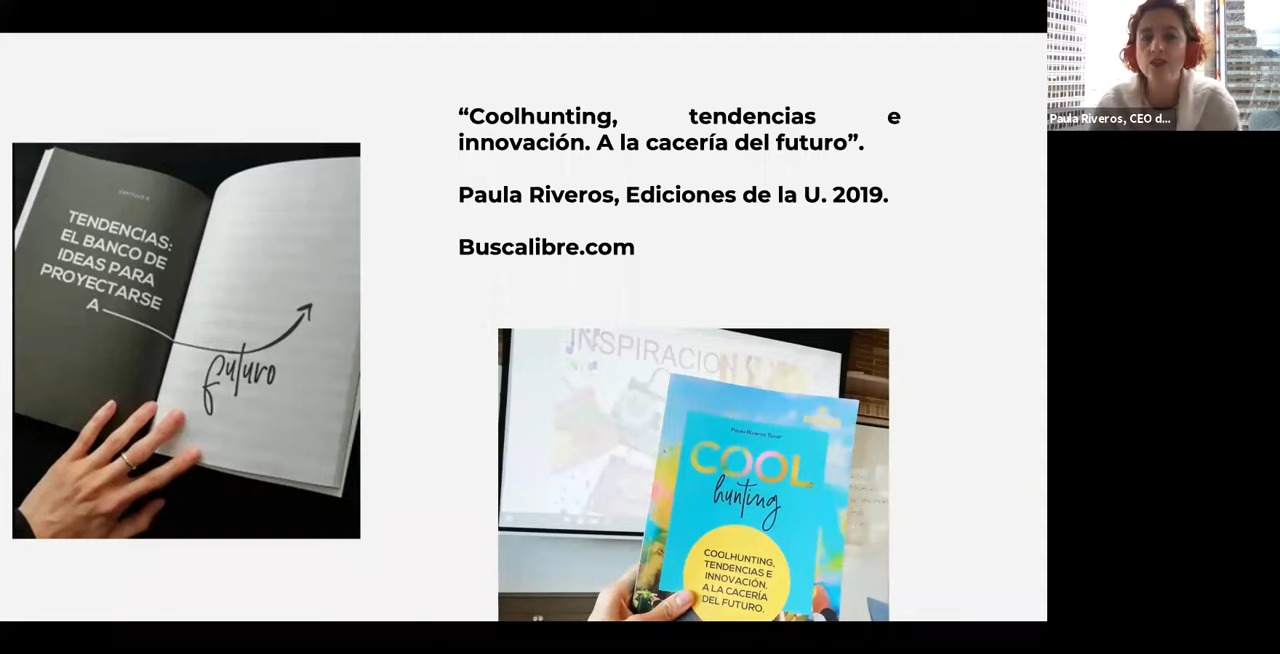 “Coolhunting, tendencias e
innovación. A la cacería del futuro”.
Paula Riveros, Ediciones de la U. 2019.
Buscalibre.com
TENDENCIAS:
EL BANCO DE
IDEAS PARA
PROYECTARSE
A
futuro
INSPIRACION
Paula Riveros Tovar
COOL
hunting
COOLHUNTING,
TENDENCIAS E
INNOVACIÓN.
A LA CACERÍA
DEL FUTURO.
Paula Riveros, CEO d...